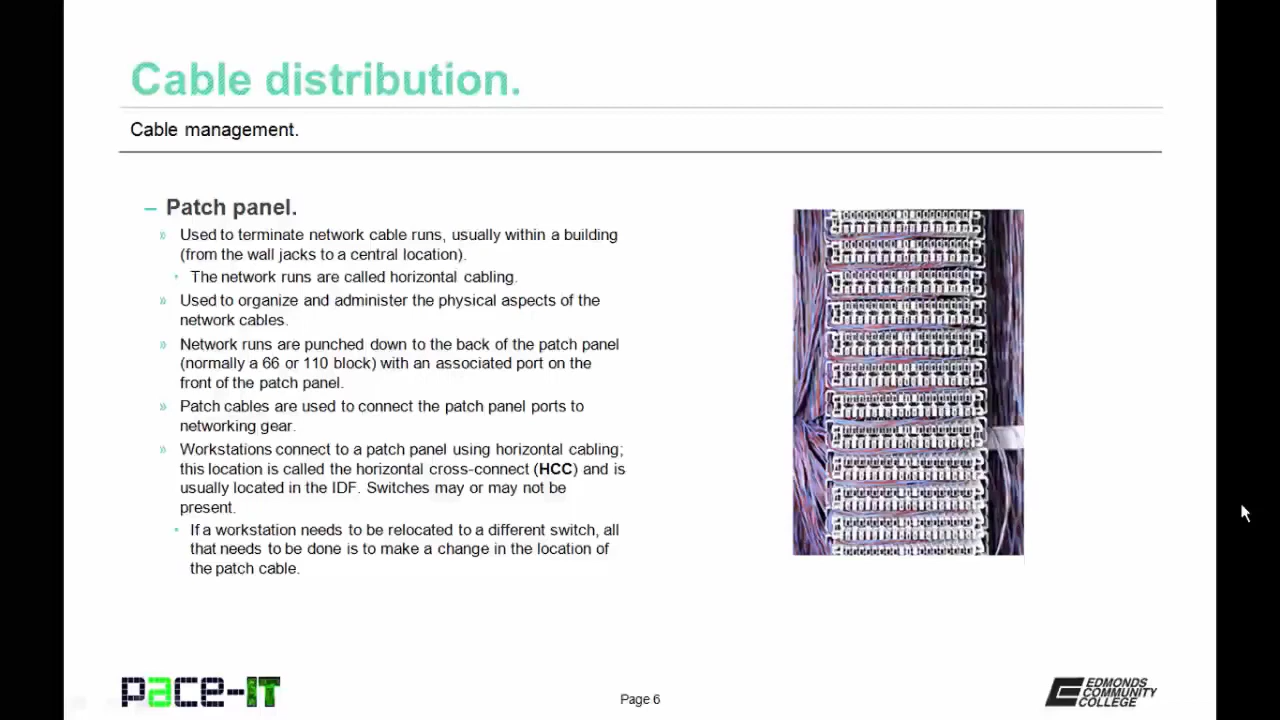 Cable distribution.
Cable management.
– Patch panel.
» Used to terminate network cable runs, usually within a building
(from the wall jacks to a central location).
· The network runs are called horizontal cabling.
» Used to organize and administer the physical aspects of the
network cables.
» Network runs are punched down to the back of the patch panel
(normally a 66 or 110 block) with an associated port on the
front of the patch panel.
» Patch cables are used to connect the patch panel ports to
networking gear.
» Workstations connect to a patch panel using horizontal cabling;
this location is called the horizontal cross-connect (HCC) and is
usually located in the IDF. Switches may or may not be
present.
· If a workstation needs to be relocated to a different switch, all
that needs to be done is to make a change in the location of
the patch cable.
pace-IT
Page 6
EDMONDS
COMMUNITY
COLLEGE